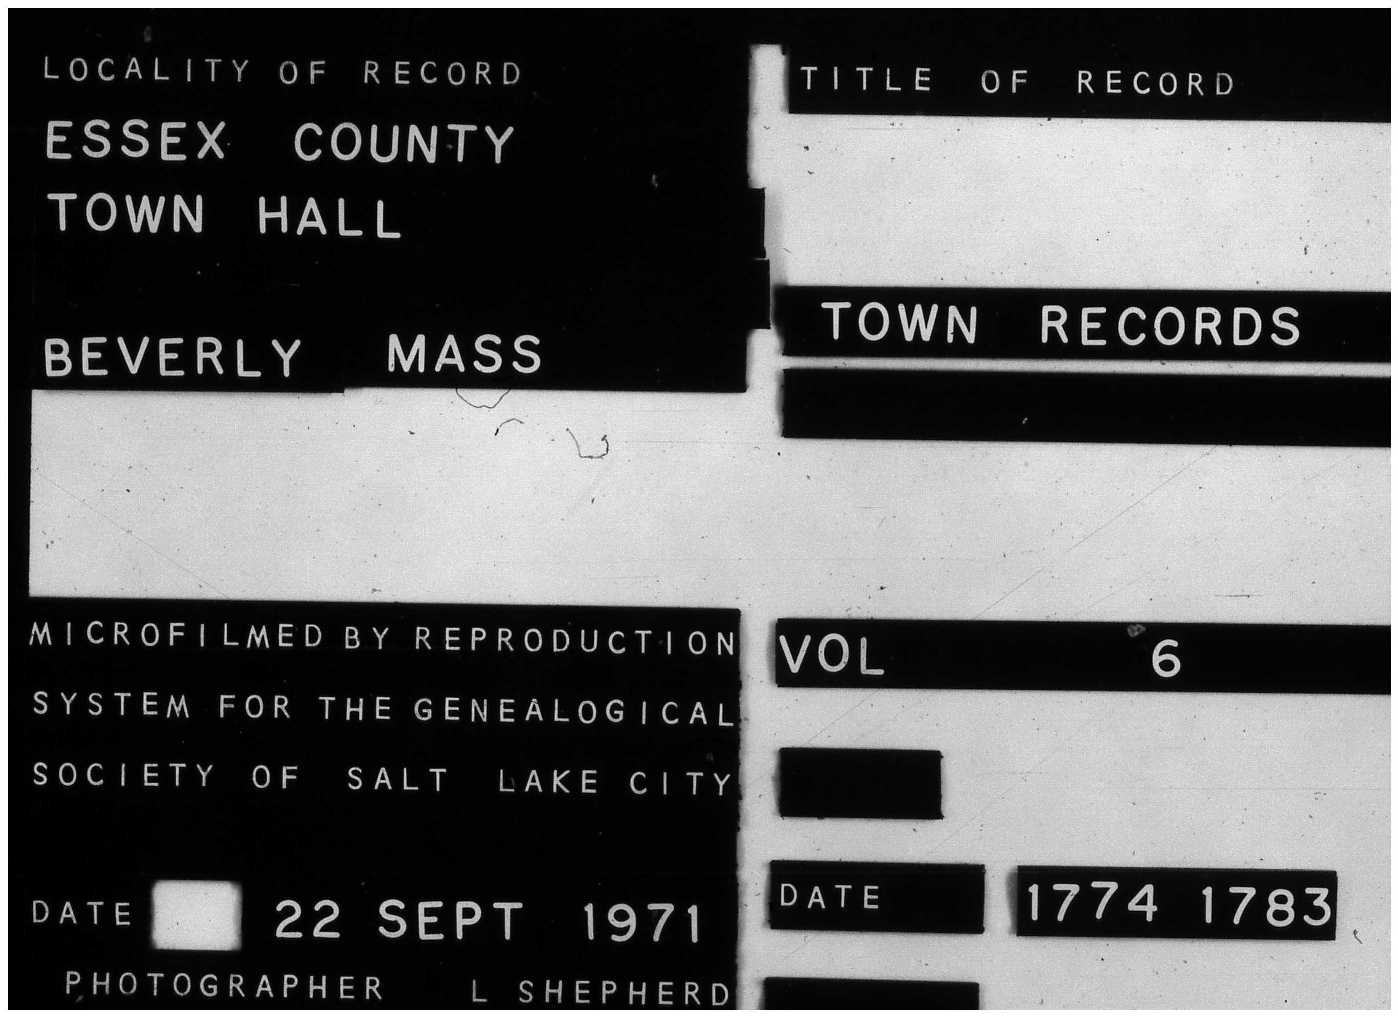 LOCALITY OF RECORD
ESSEX COUNTY
TOWN HALL
BEVERLY MASS
MICROFILMED BY REPRODUCTION
SYSTEM FOR THE GENEALOGICAL
SOCIETY OF SALT LAKE CITY
DATE 22 SEPT 1971
PHOTOGRAPHER L SHEPHERD
TITLE OF RECORD
TOWN RECORDS
VOL 6
DATE 1774 1783